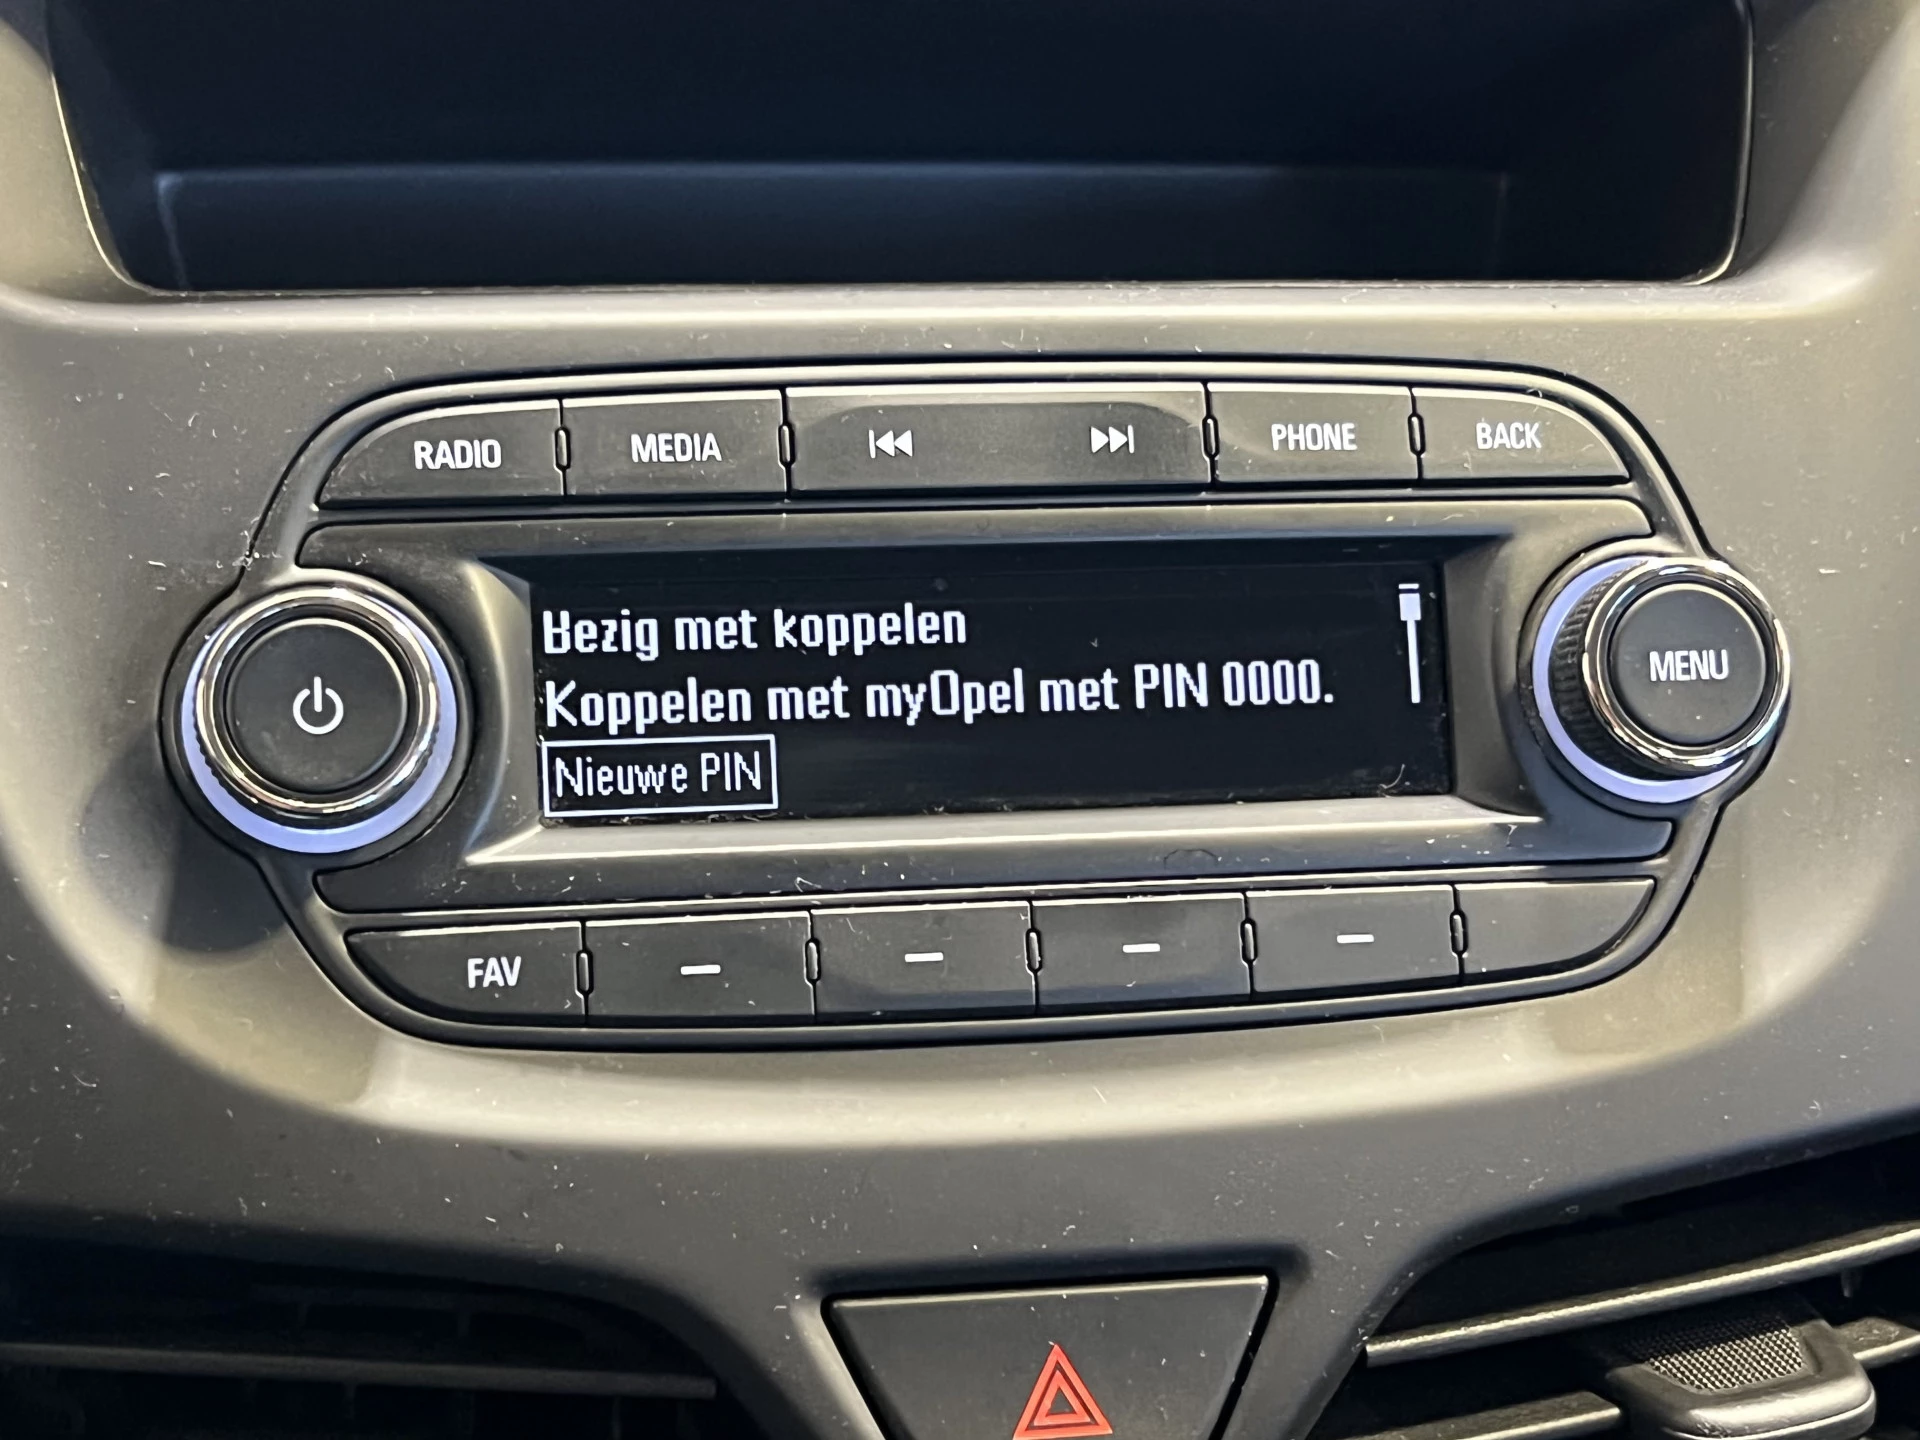 RADIO MEDIA PHONE BACK
Bezig met koppelen
Koppelen met myOpel met PIN 0000.
Nieuwe PIN
MENU
FAV